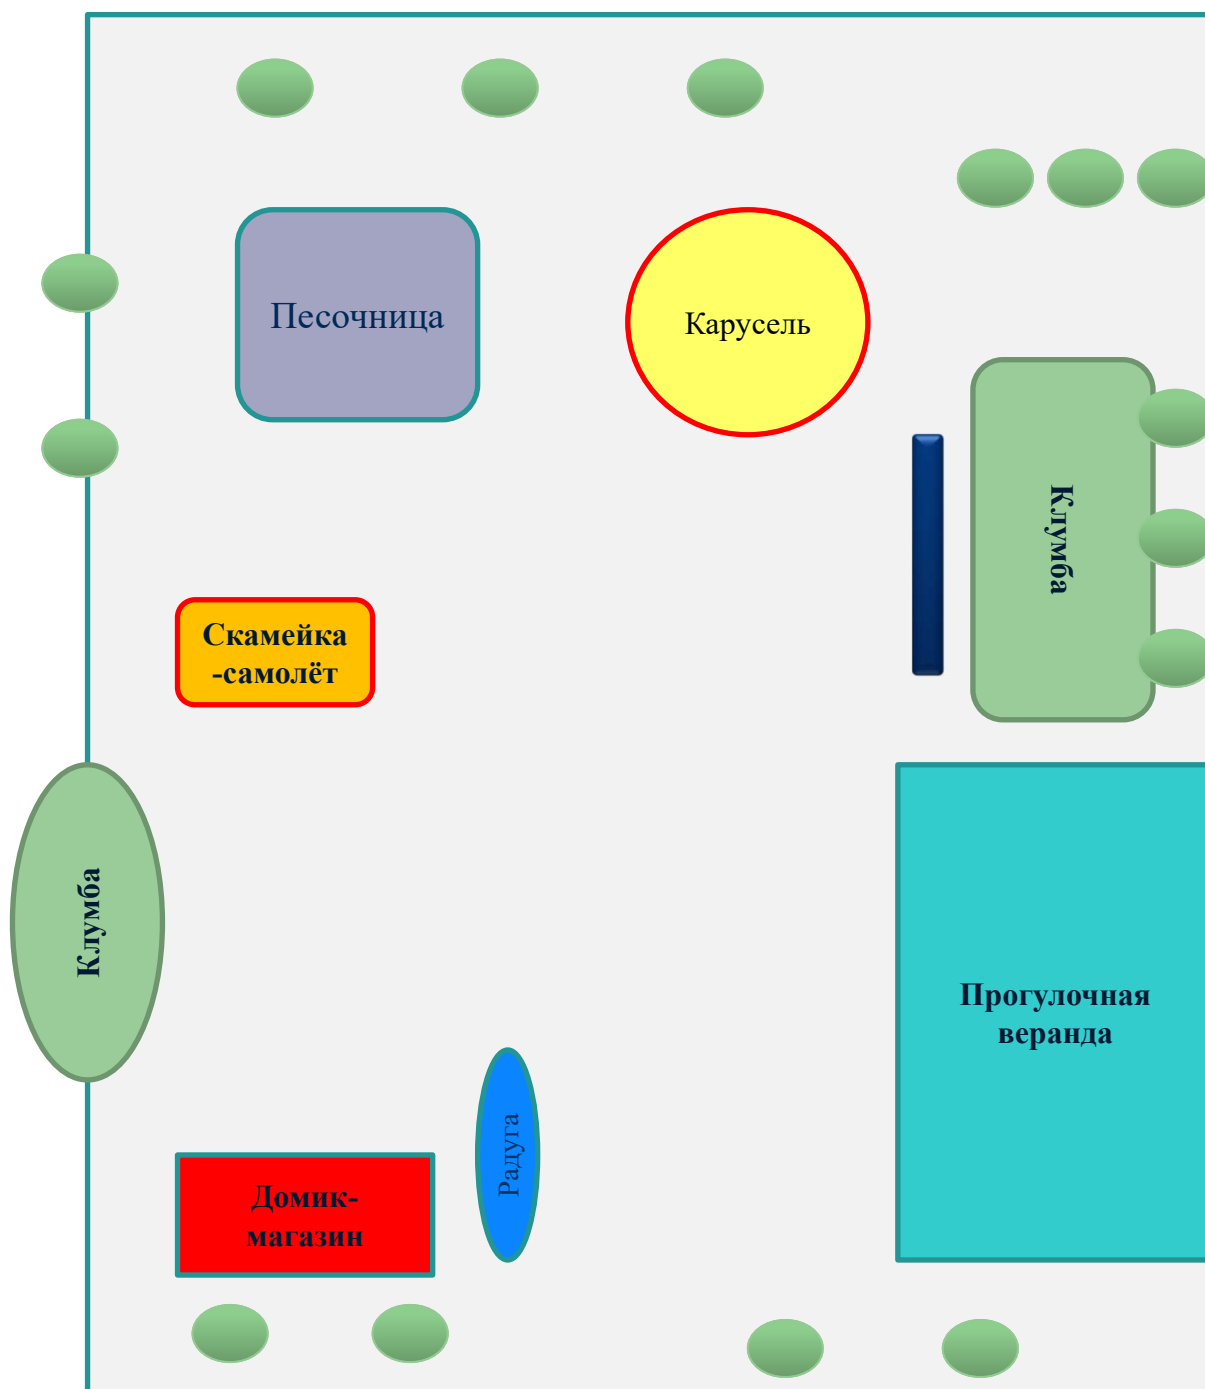 Песочница
Карусель
Клумба
Скамейка
-самолёт
Клумба
Прогулочная
веранда
Радуга
Домик-
магазин